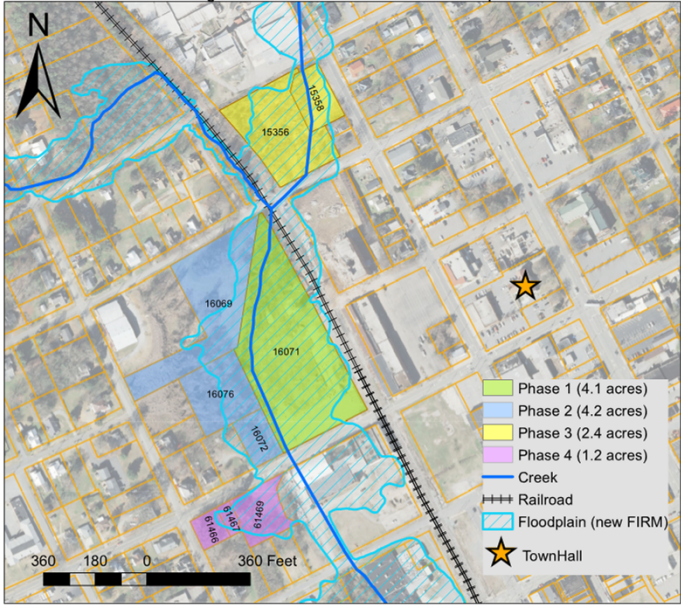 N
15358
15356
16069
16071
16076
16072
61469
61467
61466
Phase 1 (4.1 acres)
Phase 2 (4.2 acres)
Phase 3 (2.4 acres)
Phase 4 (1.2 acres)
Creek
Railroad
Floodplain (new FIRM)
TownHall
360 180 0 360 Feet